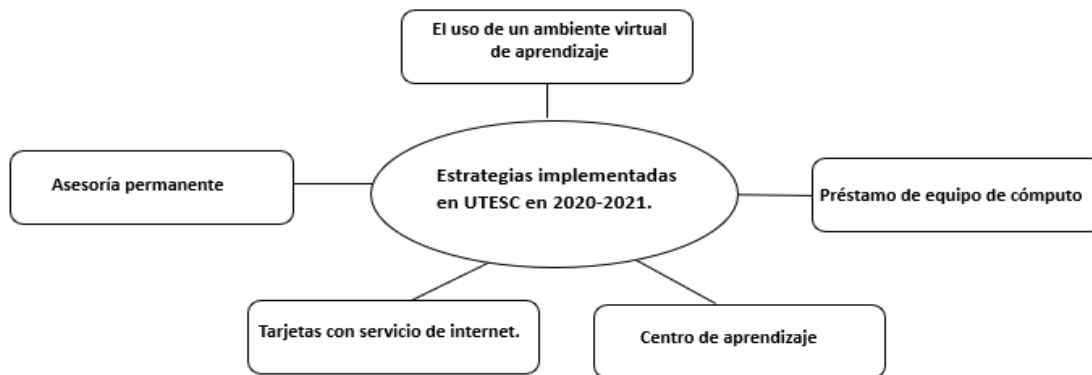 El uso de un ambiente virtual
de aprendizaje
Asesoría permanente
Estrategias implementadas
en UTESC en 2020-2021.
Préstamo de equipo de cómputo
Tarjetas con servicio de internet.
Centro de aprendizaje